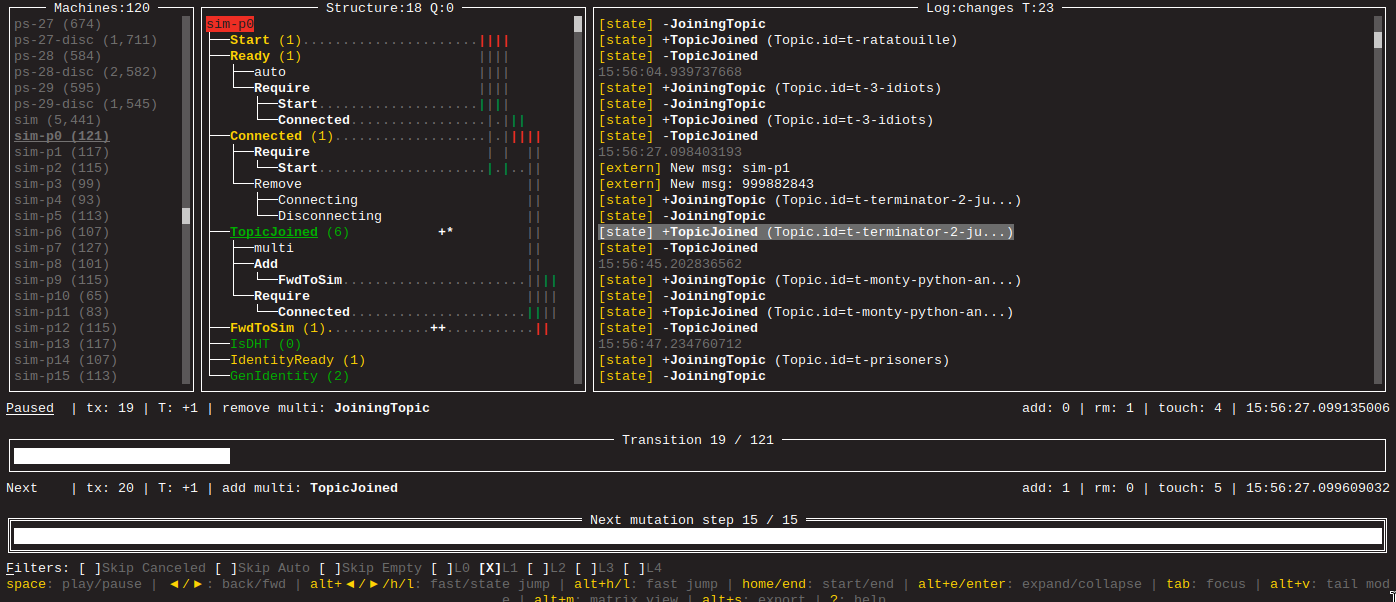 Machines:120
ps-27 (674)
ps-27-disc (1,711)
ps-28 (584)
ps-28-disc (2,582)
ps-29 (595)
ps-29-disc (1,545)
sim (5,441)
sim-p0 (121)
sim-p1 (117)
sim-p2 (115)
sim-p3 (99)
sim-p4 (93)
sim-p5 (113)
sim-p6 (107)
sim-p7 (127)
sim-p8 (101)
sim-p9 (115)
sim-p10 (65)
sim-p11 (83)
sim-p12 (115)
sim-p13 (117)
sim-p14 (107)
sim-p15 (113)
Structure:18 Q:0
sim-p0
Start (1)......................||||
Ready (1) ||||
auto ||||
Require ||||
Start....................||||
Connected.................|.|||
Connected (1)...................|.|||||
Require | | ||
Start.....................|.|..||
Remove ||
Connecting ||
Disconnecting ||
TopicJoined (6) +* ||
multi ||
Add ||
FwdToSim.......................||||
Require ||||
Connected......................||||
FwdToSim (1).............++..........||
IsDHT (0)
IdentityReady (1)
GenIdentity (2)
Log:changes T:23
[state] -JoiningTopic
[state] +TopicJoined (Topic.id=t-ratatouille)
[state] -TopicJoined
15:56:04.939737668
[state] +JoiningTopic (Topic.id=t-3-idiots)
[state] -JoiningTopic
[state] +TopicJoined (Topic.id=t-3-idiots)
[state] -TopicJoined
15:56:27.098403193
[extern] New msg: sim-p1
[extern] New msg: 999882843
[state] +JoiningTopic (Topic.id=t-terminator-2-ju...)
[state] -JoiningTopic
[state] +TopicJoined (Topic.id=t-terminator-2-ju...)
[state] -TopicJoined
15:56:45.202836562
[state] +JoiningTopic (Topic.id=t-monty-python-an...)
[state] -JoiningTopic
[state] +TopicJoined (Topic.id=t-monty-python-an...)
[state] -TopicJoined
15:56:47.234760712
[state] +JoiningTopic (Topic.id=t-prisoners)
[state] -JoiningTopic
Paused | tx: 19 | T: +1 | remove multi: JoiningTopic add: 0 | rm: 1 | touch: 4 | 15:56:27.099135006
Transition 19 / 121
Next | tx: 20 | T: +1 | add multi: TopicJoined add: 1 | rm: 0 | touch: 5 | 15:56:27.099609032
Next mutation step 15 / 15
Filters: [ ]Skip Canceled [ ]Skip Auto [ ]Skip Empty [ ]L0 [X]L1 [ ]L2 [ ]L3 [ ]L4
space: play/pause | ◄/►: back/fwd | alt+◄/►/h/l: fast/state jump | alt+h/l: fast jump | home/end: start/end | alt+e/enter: expand/collapse | tab: focus | alt+v: tail mod
e | alt+m: matrix view | alt+s: export | ?: help